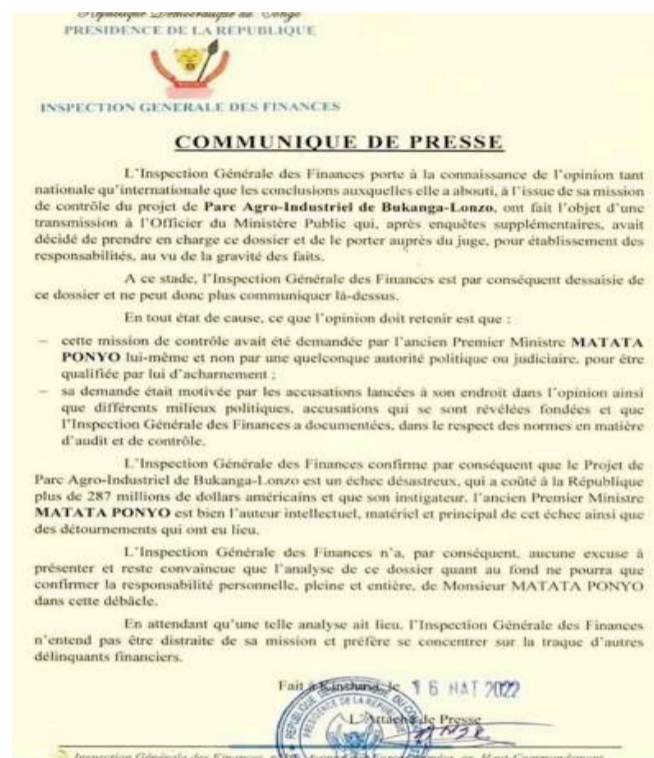 République Démocratique du Congo
PRESIDENCE DE LA REPUBLIQUE
INSPECTION GENERALE DES FINANCES
COMMUNIQUE DE PRESSE
L'Inspection Générale des Finances porte à la connaissance de l'opinion tant
nationale qu'internationale que les conclusions auxquelles elle a abouti, à l'issue de sa mission
de contrôle du projet de Parc Agro-Industriel de Bukanga-Lonzo, ont fait l'objet d'une
transmission à l'Officier du Ministère Public qui, après enquêtes supplémentaires, avait
décidé de prendre en charge ce dossier et de le porter auprès du juge, pour établissement des
responsabilités, au vu de la gravité des faits.
A ce stade, l'Inspection Générale des Finances est par conséquent dessaisie de
ce dossier et ne peut donc plus communiquer là-dessus.
En tout état de cause, ce que l'opinion doit retenir est que :
– cette mission de contrôle avait été demandée par l'ancien Premier Ministre MATATA
PONYO lui-même et non par une quelconque autorité politique ou judiciaire, pour être
qualifiée par lui d'acharnement ;
– sa demande était motivée par les accusations lancées à son endroit dans l'opinion ainsi
que différents milieux politiques, accusations qui se sont révélées fondées et que
l'Inspection Générale des Finances a documentées, dans le respect des normes en matière
d'audit et de contrôle.
L'Inspection Générale des Finances confirme par conséquent que le Projet de
Parc Agro-Industriel de Bukanga-Lonzo est un échec désastreux, qui a coûté à la République
plus de 287 millions de dollars américains et que son instigateur, l'ancien Premier Ministre
MATATA PONYO est bien l'auteur intellectuel, matériel et principal de cet échec ainsi que
des détournements qui ont eu lieu.
L'Inspection Générale des Finances n'a, par conséquent, aucune excuse à
présenter et reste convaincue que l'analyse de ce dossier quant au fond ne pourra que
confirmer la responsabilité personnelle, pleine et entière, de Monsieur MATATA PONYO
dans cette débâcle.
En attendant qu'une telle analyse ait lieu, l'Inspection Générale des Finances
n'entend pas être distraite de sa mission et préfère se concentrer sur la traque d'autres
délinquants financiers.
Fait à Kinshasa, le 16 MAI 2022
L'Attaché de Presse
PRESIDENCE DE LA REPUBLIQUE
Inspection Générale des Finances